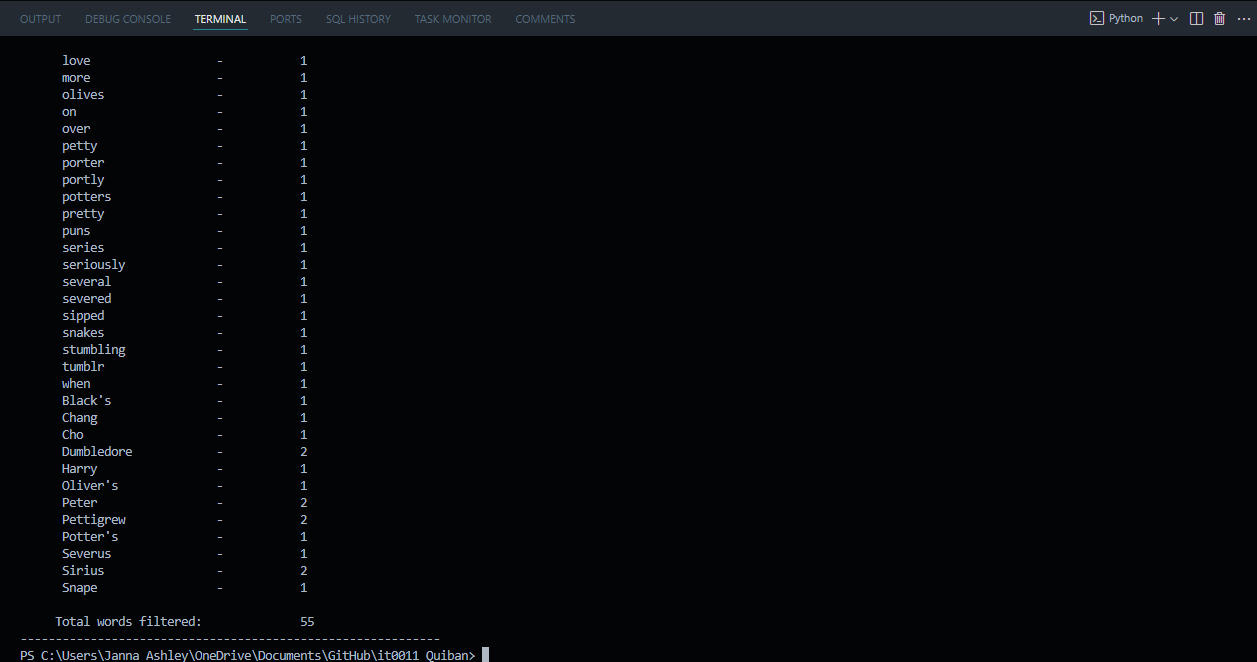 OUTPUT DEBUG CONSOLE TERMINAL PORTS SQL HISTORY TASK MONITOR COMMENTS Python
love - 1
more - 1
olives - 1
on - 1
over - 1
petty - 1
porter - 1
portly - 1
potters - 1
pretty - 1
puns - 1
series - 1
seriously - 1
several - 1
severed - 1
sipped - 1
snakes - 1
stumbling - 1
tumblr - 1
when - 1
Black's - 1
Chang - 1
Cho - 1
Dumbledore - 2
Harry - 1
Oliver's - 1
Peter - 2
Pettigrew - 2
Potter's - 1
Severus - 1
Sirius - 2
Snape - 1
Total words filtered: 55
------------------------------------------------------------
PS C:\Users\Janna Ashley\OneDrive\Documents\GitHub\it0011 Quiban>